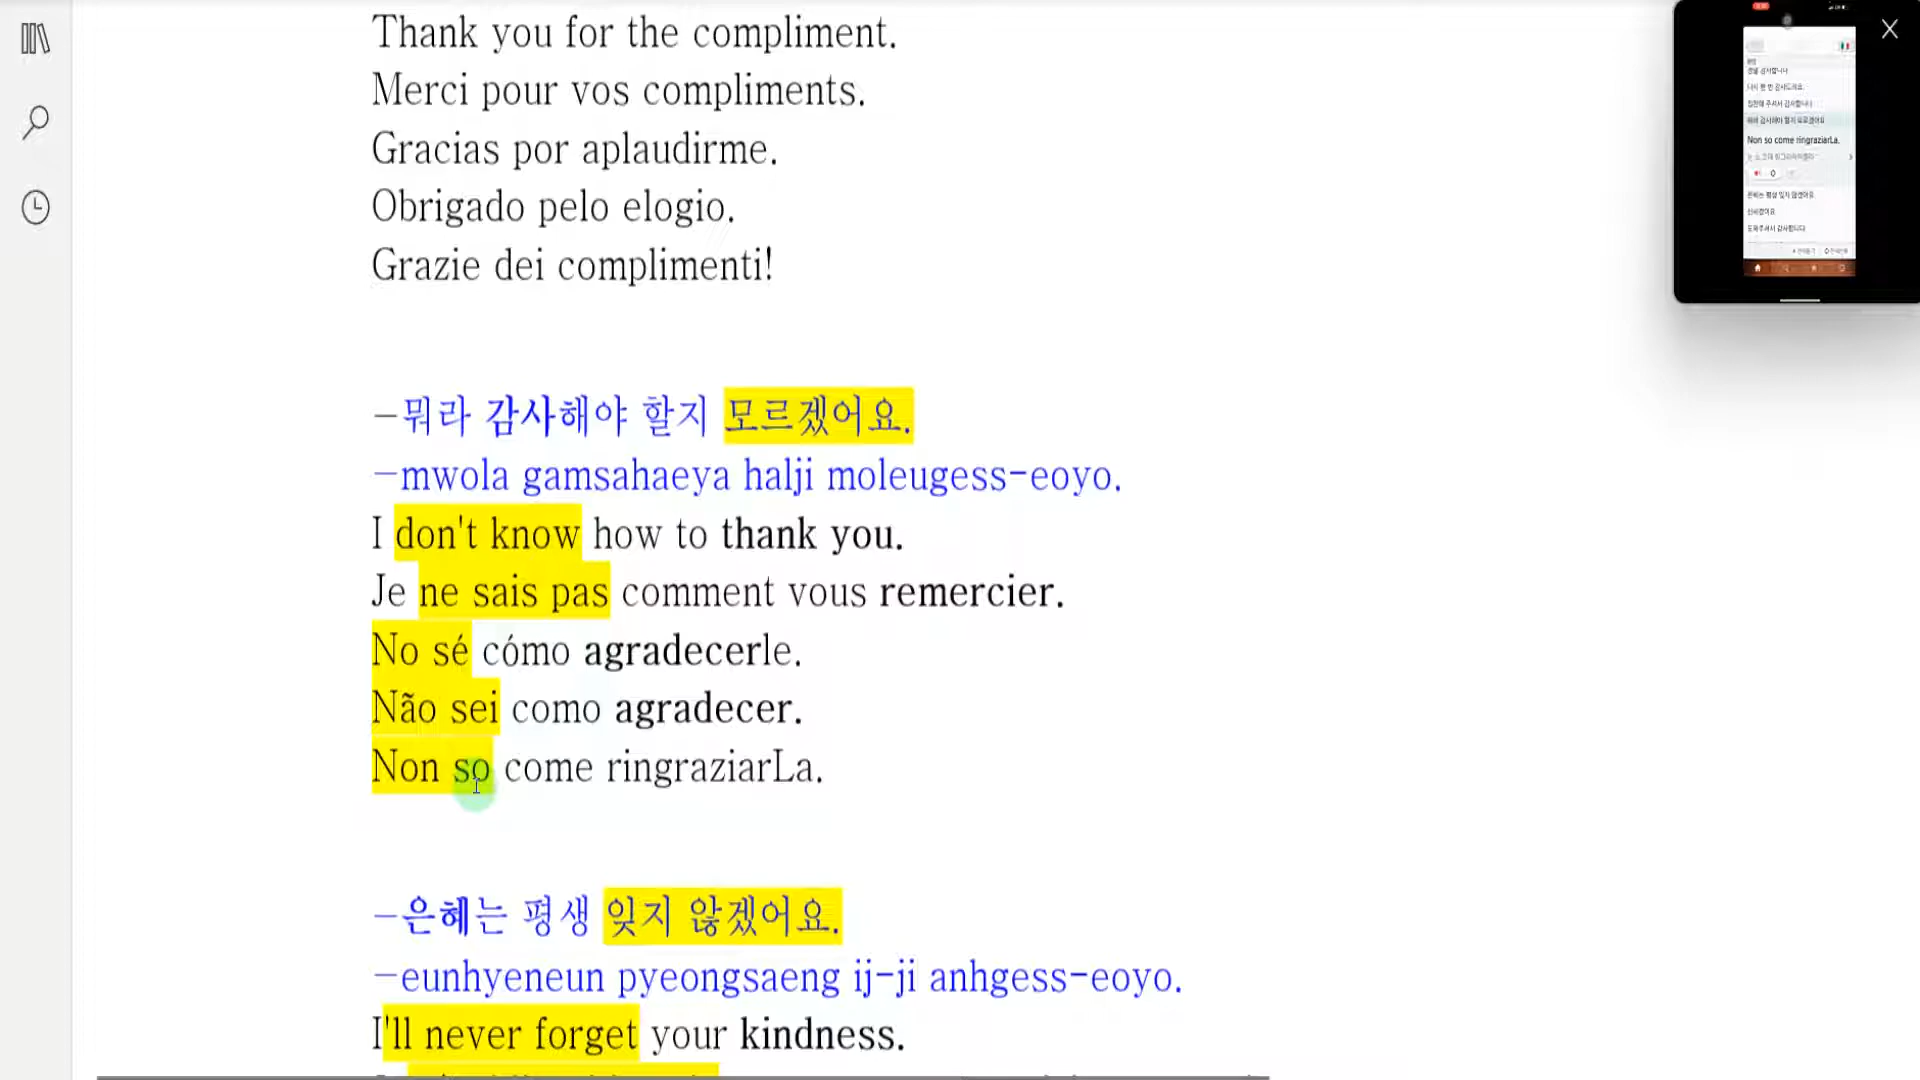 Thank you for the compliment.
Merci pour vos compliments.
Gracias por aplaudirme.
Obrigado pelo elogio.
Grazie dei complimenti!
-뭐라 감사해야 할지 모르겠어요.
-mwola gamsahaeya halji moleugess-eoyo.
I don't know how to thank you.
Je ne sais pas comment vous remercier.
No sé cómo agradecerle.
Não sei como agradecer.
Non so come ringraziarLa.
-은혜는 평생 잊지 않겠어요.
-eunhyeneun pyeongsaeng ij-ji anhgess-eoyo.
I'll never forget your kindness.
Non so come ringraziarLa.